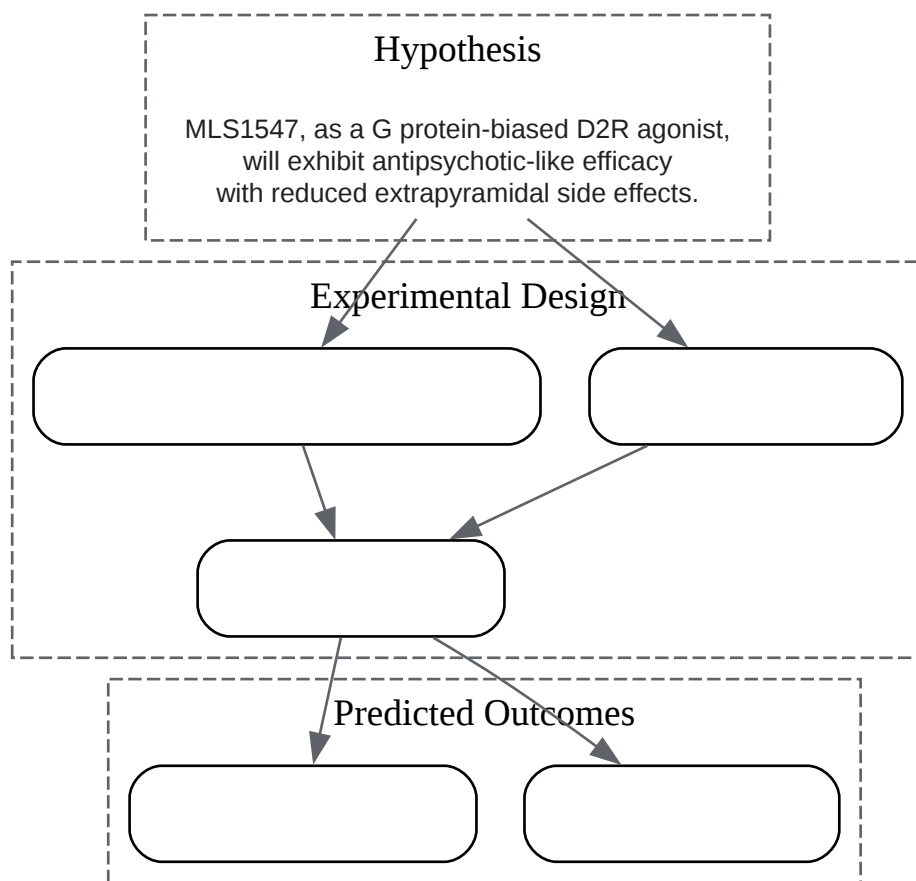 Hypothesis
MLS1547, as a G protein-biased D2R agonist,
will exhibit antipsychotic-like efficacy
with reduced extrapyramidal side effects.
Experimental Design
Predicted Outcomes